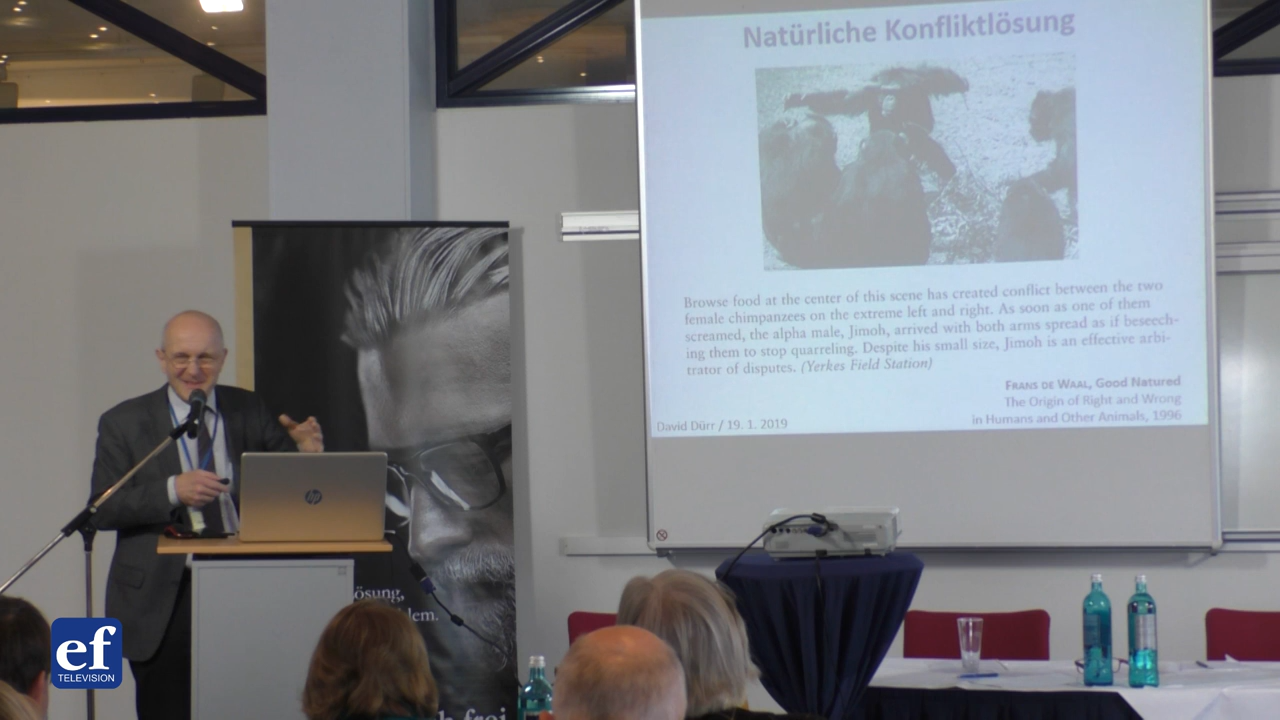 Natürliche Konfliktlösung
Browse food at the center of this scene has created conflict between the two
female chimpanzees on the extreme left and right. As soon as one of them
screamed, the alpha male, Jimoh, arrived with both arms spread as if beseech-
ing them to stop quarreling. Despite his small size, Jimoh is an effective arbi-
trator of disputes. (Yerkes Field Station)
FRANS DE WAAL, Good Natured
The Origin of Right and Wrong
in Humans and Other Animals, 1996
David Dürr / 19. 1. 2019
hp
ösung,
lem.
ef
TELEVISION